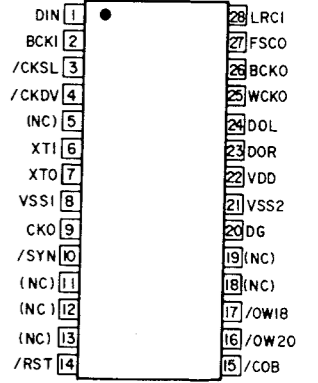 DIN 1 28 LRCI
BCKI 2 27 FSCO
/CKSL 3 26 BCKO
/CKDV 4 25 WCKO
(NC) 5 24 DOL
XTI 6 23 DOR
XTO 7 22 VDD
VSS1 8 21 VSS2
CKO 9 20 DG
/SYN 10 19 (NC)
(NC) 11 18 (NC)
(NC) 12 17 /OW18
(NC) 13 16 /OW20
/RST 14 15 /COB